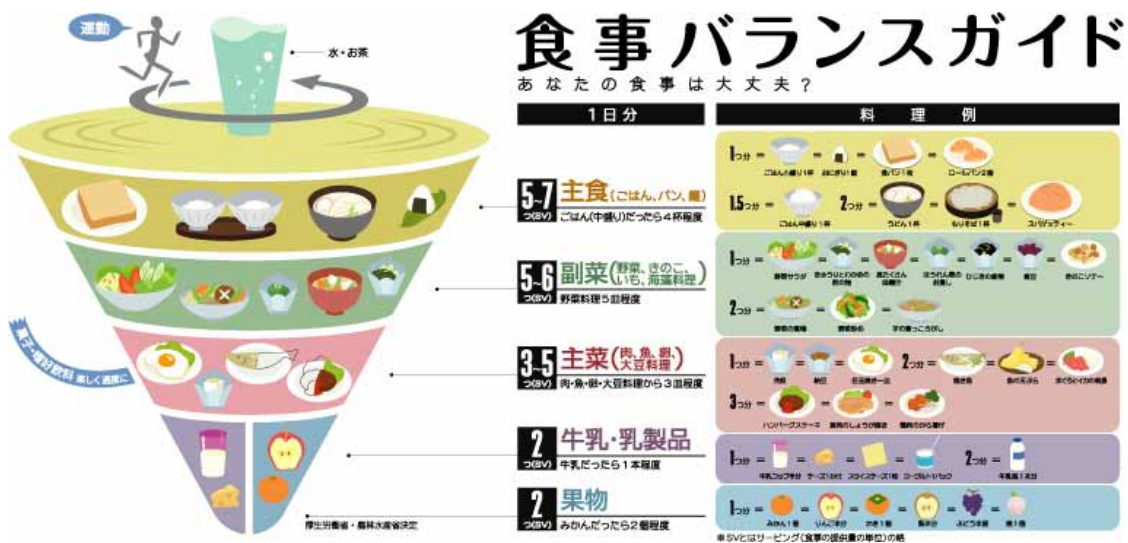 運動
水・お茶
菓子・嗜好飲料 楽しく適度に
食事バランスガイド
あなたの食事は大丈夫?
1日分
料理例
5~7 つ(SV)
主食(ごはん、パン、麺)
ごはん(中盛り)だったら4杯程度
5~6 つ(SV)
副菜(野菜、きのこ、いも、海藻料理)
野菜料理5皿程度
3~5 つ(SV)
主菜(肉、魚、卵、大豆料理)
肉・魚・卵・大豆料理から3皿程度
2 つ(SV)
牛乳・乳製品
牛乳だったら1本程度
2 つ(SV)
果物
みかんだったら2個程度
厚生労働省・農林水産省決定
1つ分 = ごはん小盛り1杯 = おにぎり1個 = 食パン1枚 = ロールパン2個
1.5つ分 = ごはん中盛り1杯 2つ分 = うどん1杯 = もりそば1杯 = スパゲッティー
1つ分 = 野菜サラダ = きゅうりとわかめの酢の物 = 具たくさん味噌汁 = ほうれん草のお浸し = ひじきの煮物 = 煮豆 = きのこソテー
2つ分 = 野菜の煮物 = 野菜炒め = 芋の煮っころがし
1つ分 = 冷奴 = 納豆 = 目玉焼き一皿 2つ分 = 焼き魚 = 魚の天ぷら = まぐろとイカの刺身
3つ分 = ハンバーグステーキ = 豚肉のしょうが焼き = 鶏肉のから揚げ
1つ分 = 牛乳コップ半分 = チーズ1かけ = スライスチーズ1枚 = ヨーグルト1パック 2つ分 = 牛乳瓶1本分
1つ分 = みかん1個 = りんご半分 = かき1個 = 梨半分 = ぶどう半房 = 桃1個
※SVとはサービング(食事の提供量の単位)の略